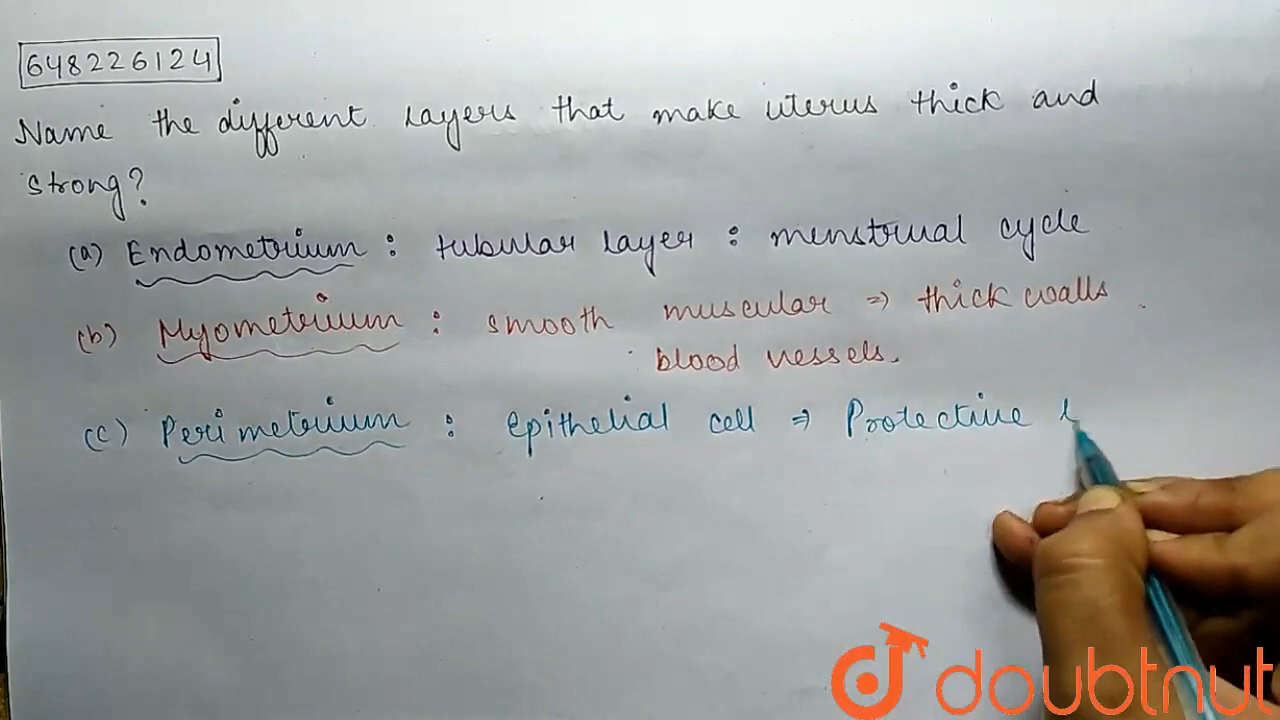 648226124
Name the different layers that make uterus thick and
strong?
(a) Endometrium : tubular layer : menstrual cycle
(b) Myometrium : smooth muscular ⇒ thick walls
blood vessels.
(c) Perimetrium : Epithelial cell ⇒ Protective
doubtnut